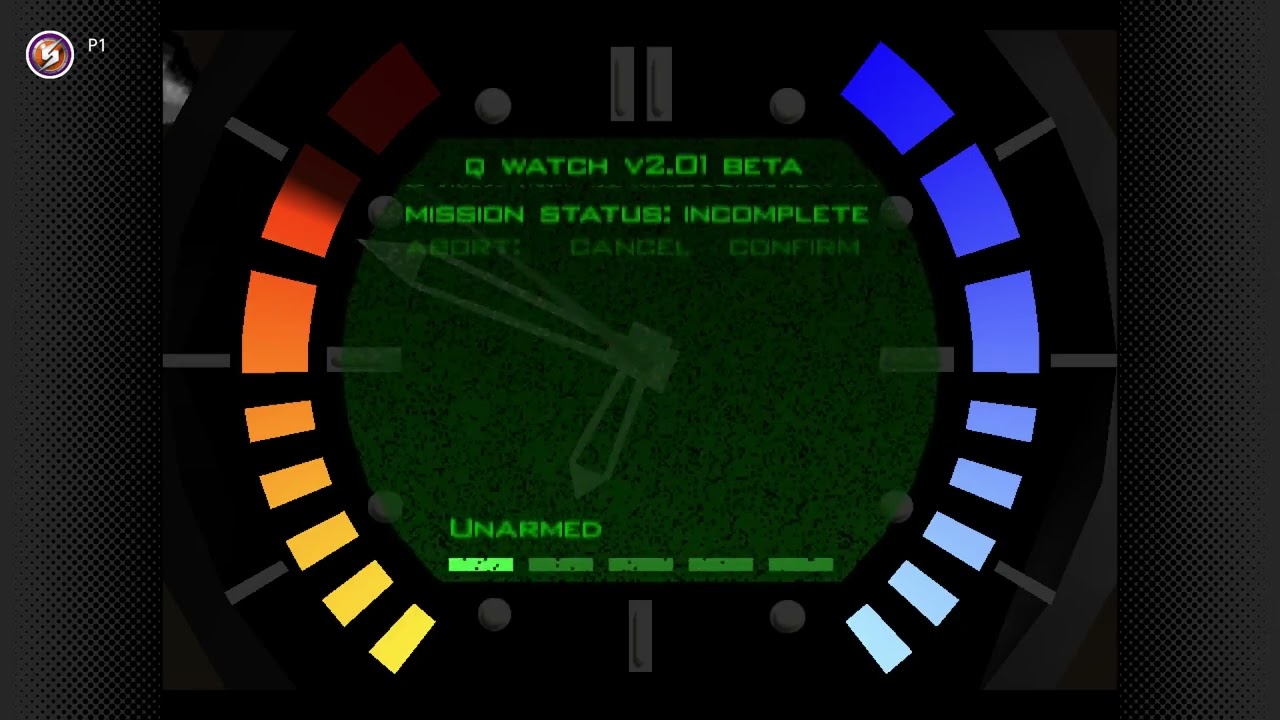 P1
Q WATCH V2.01 BETA
MISSION STATUS: INCOMPLETE
ABORT: CANCEL CONFIRM
UNARMED